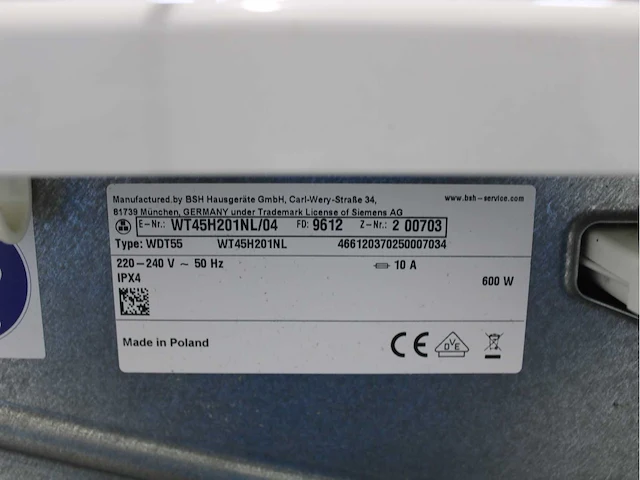 Manufactured by BSH Hausgeräte GmbH, Carl-Wery-Straße 34, www.bsh-service.com
81739 München, GERMANY under Trademark License of Siemens AG
E-Nr.: WT45H201NL/04 FD: 9612 Z-Nr.: 2 00703
Type: WDT55 WT45H201NL 466120370250007034
220-240 V ~ 50 Hz 10 A
IPX4 600 W
Made in Poland CE VDE